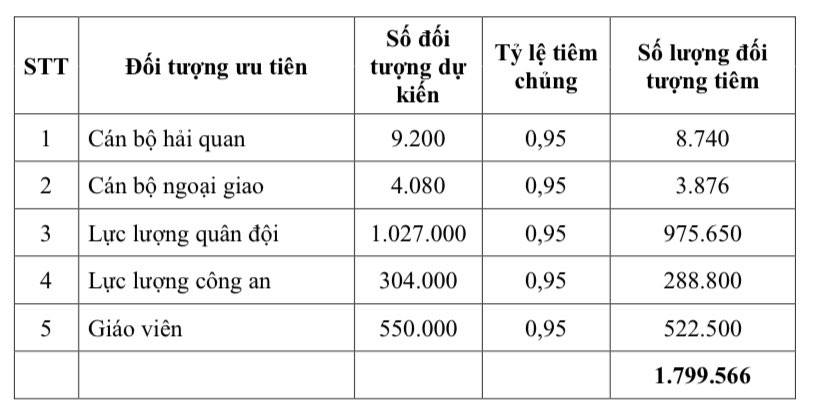 STT Đối tượng ưu tiên Số đối tượng dự kiến Tỷ lệ tiêm chủng Số lượng đối tượng tiêm
1 Cán bộ hải quan 9.200 0,95 8.740
2 Cán bộ ngoại giao 4.080 0,95 3.876
3 Lực lượng quân đội 1.027.000 0,95 975.650
4 Lực lượng công an 304.000 0,95 288.800
5 Giáo viên 550.000 0,95 522.500
1.799.566